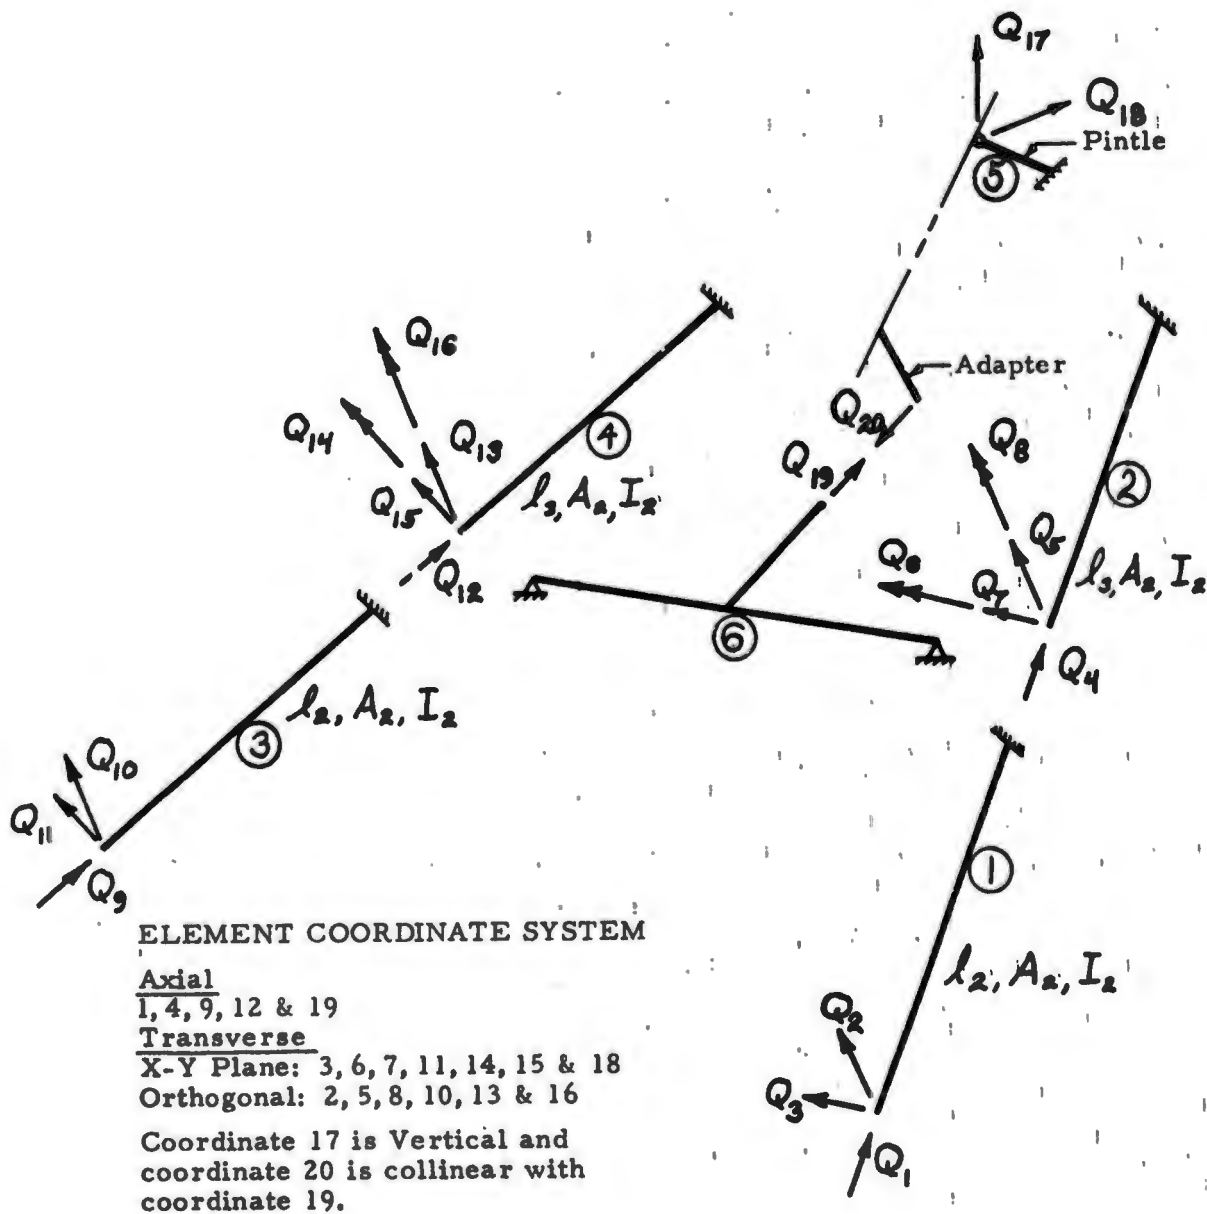 Q17
Q18
Pintle
5
Q16
Adapter
Q14
Q13
4
Q20
Q8
Q19
2
Q15
l3, A2, I2
Q6
Q5
Q7
l3, A2, I2
Q12
6
Q4
l2, A2, I2
3
Q10
Q11
Q9
1
ELEMENT COORDINATE SYSTEM
Axial
1, 4, 9, 12 & 19
Transverse
X-Y Plane: 3, 6, 7, 11, 14, 15 & 18
Orthogonal: 2, 5, 8, 10, 13 & 16
Coordinate 17 is Vertical and
coordinate 20 is collinear with
coordinate 19.
l2, A2, I2
Q2
Q3
Q1